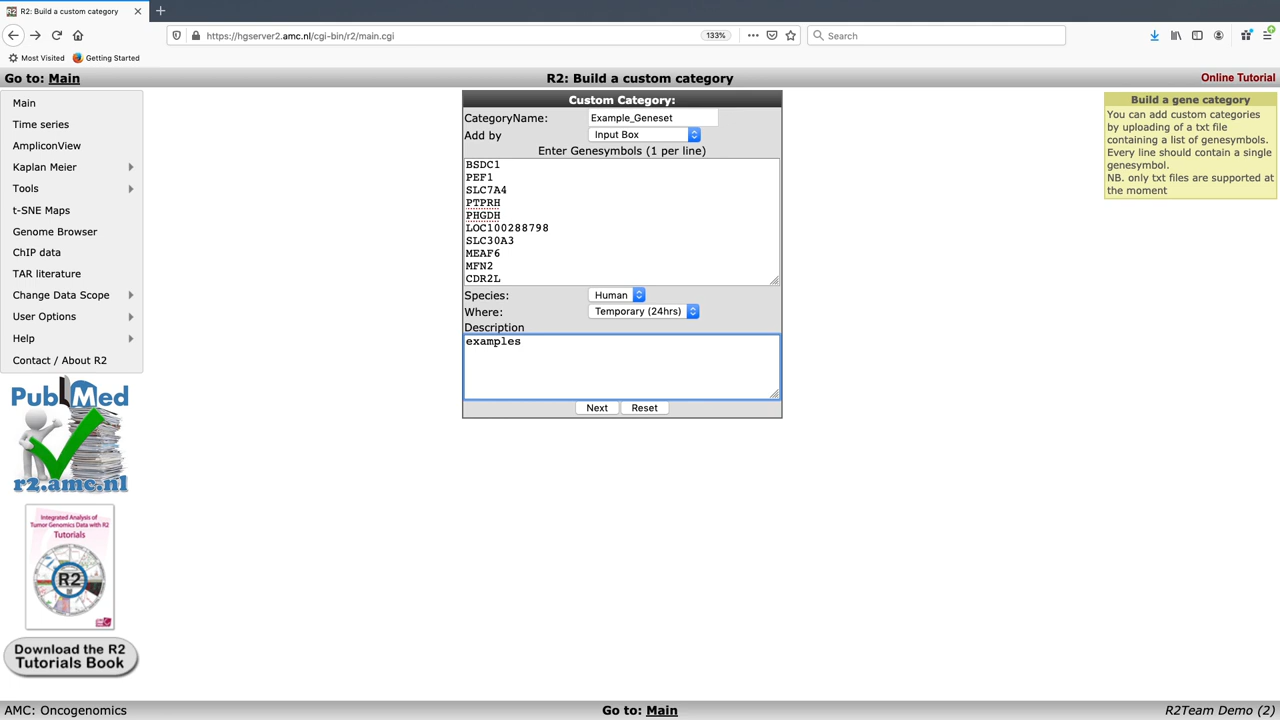 R2: Build a custom category
https://hgserver2.amc.nl/cgi-bin/r2/main.cgi
133%
Search
Most Visited
Getting Started
Go to: Main
R2: Build a custom category
Online Tutorial
Main
Time series
AmpliconView
Kaplan Meier
Tools
t-SNE Maps
Genome Browser
ChIP data
TAR literature
Change Data Scope
User Options
Help
Contact / About R2
PubMed
r2.amc.nl
Integrated Analysis of
Tumor Genomics Data with R2
Tutorials
R2
Download the R2
Tutorials Book
Custom Category:
CategoryName: Example_Geneset
Add by Input Box
Enter Genesymbols (1 per line)
BSDC1
PEF1
SLC7A4
PTPRH
PHGDH
LOC100288798
SLC30A3
MEAF6
MFN2
CDR2L
Species: Human
Where: Temporary (24hrs)
Description
examples
Next Reset
Build a gene category
You can add custom categories
by uploading of a txt file
containing a list of genesymbols.
Every line should contain a single
genesymbol.
NB. only txt files are supported at
the moment
AMC: Oncogenomics
Go to: Main
R2Team Demo (2)